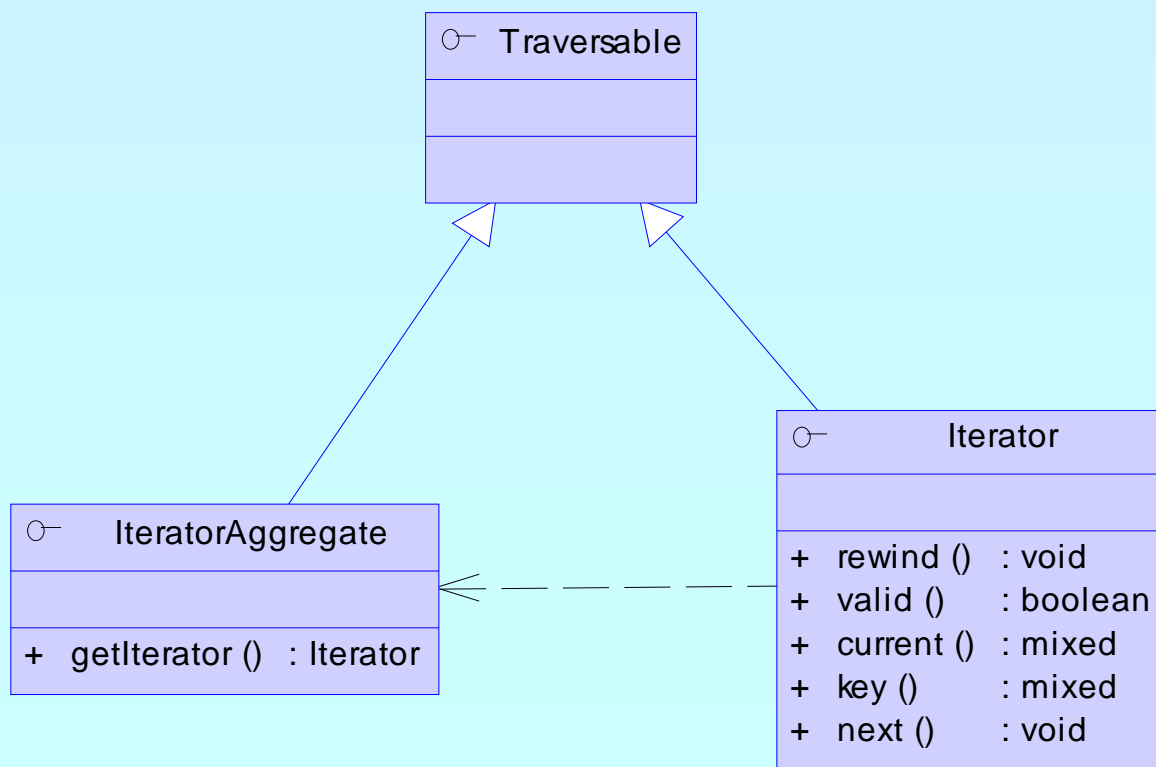 Traversable
Iterator
IteratorAggregate
+ getIterator () : Iterator
+ rewind () : void
+ valid () : boolean
+ current () : mixed
+ key () : mixed
+ next () : void